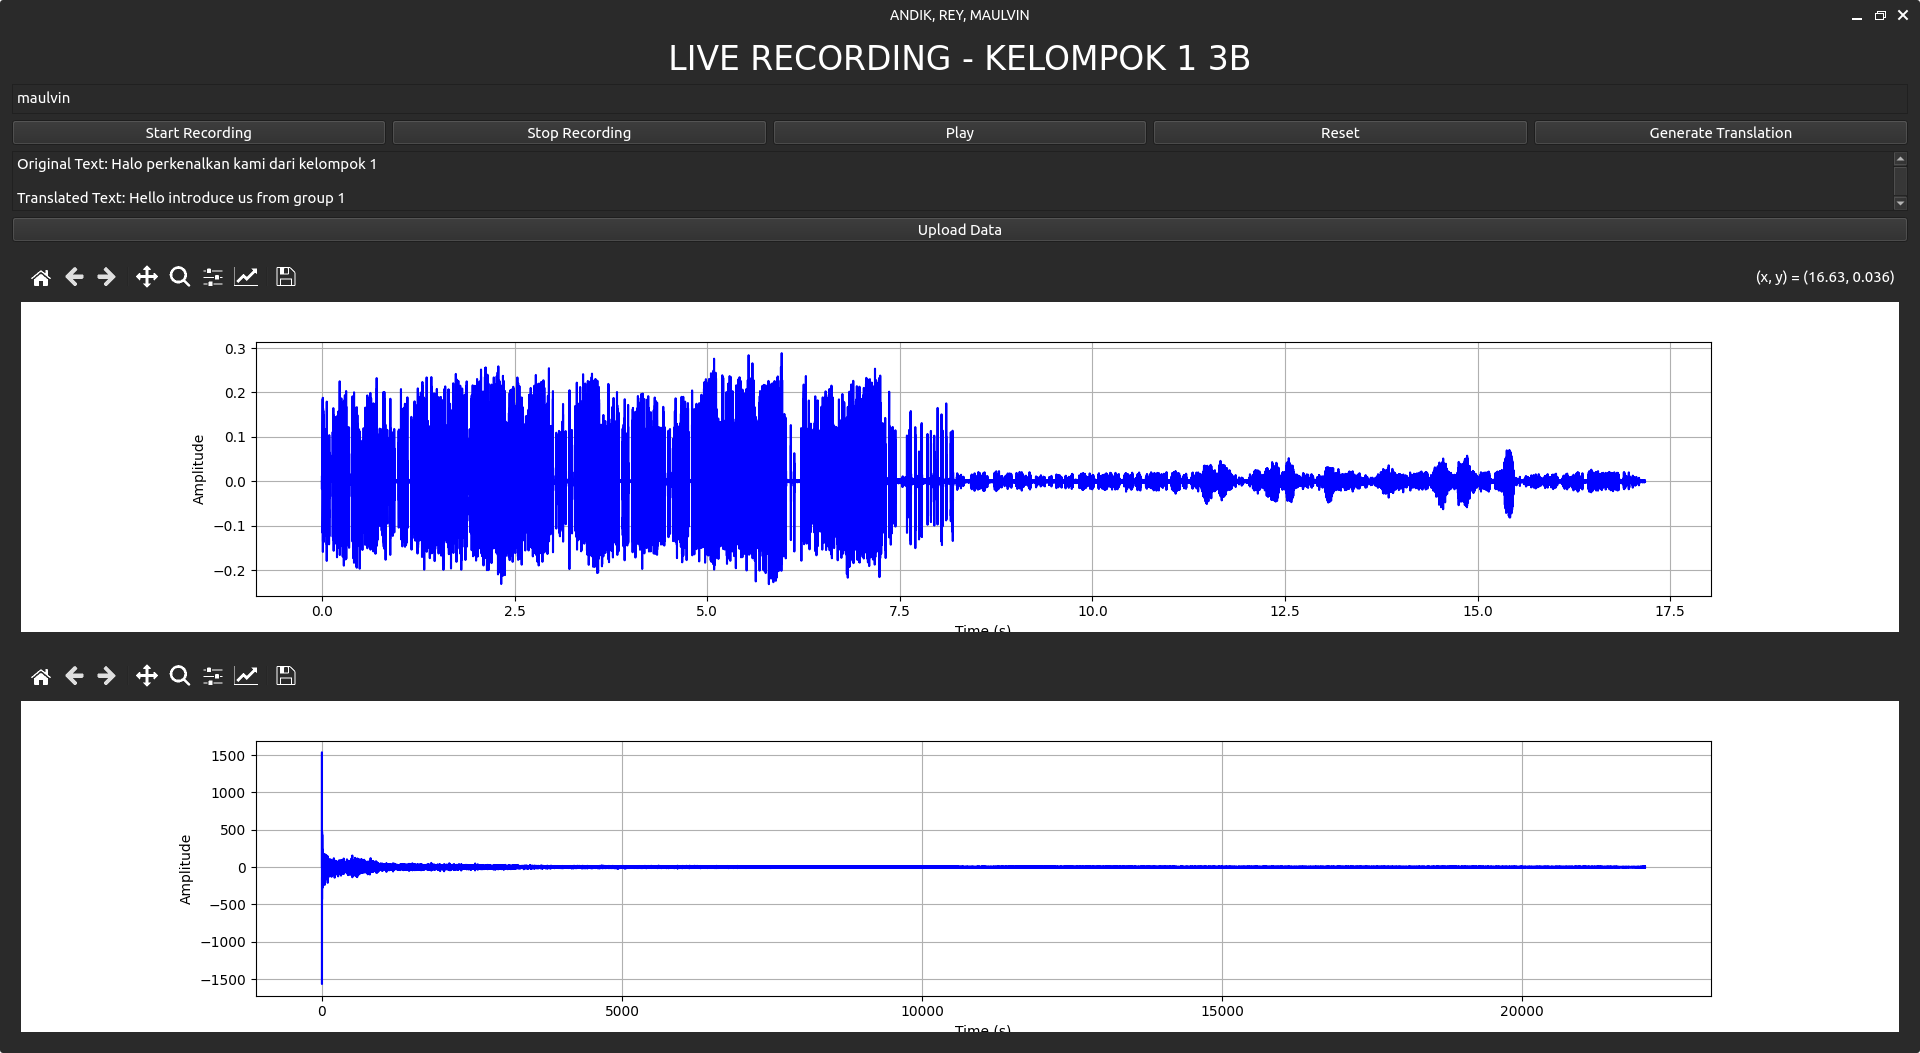 ANDIK, REY, MAULVIN
LIVE RECORDING - KELOMPOK 1 3B
maulvin
Start Recording
Stop Recording
Play
Reset
Generate Translation
Original Text: Halo perkenalkan kami dari kelompok 1
Translated Text: Hello introduce us from group 1
Upload Data
(x, y) = (16.63, 0.036)
Amplitude
0.3
0.2
0.1
0.0
−0.1
−0.2
0.0 2.5 5.0 7.5 10.0 12.5 15.0 17.5
Time (s)
Amplitude
1500
1000
500
0
−500
−1000
−1500
0 5000 10000 15000 20000
Time (s)